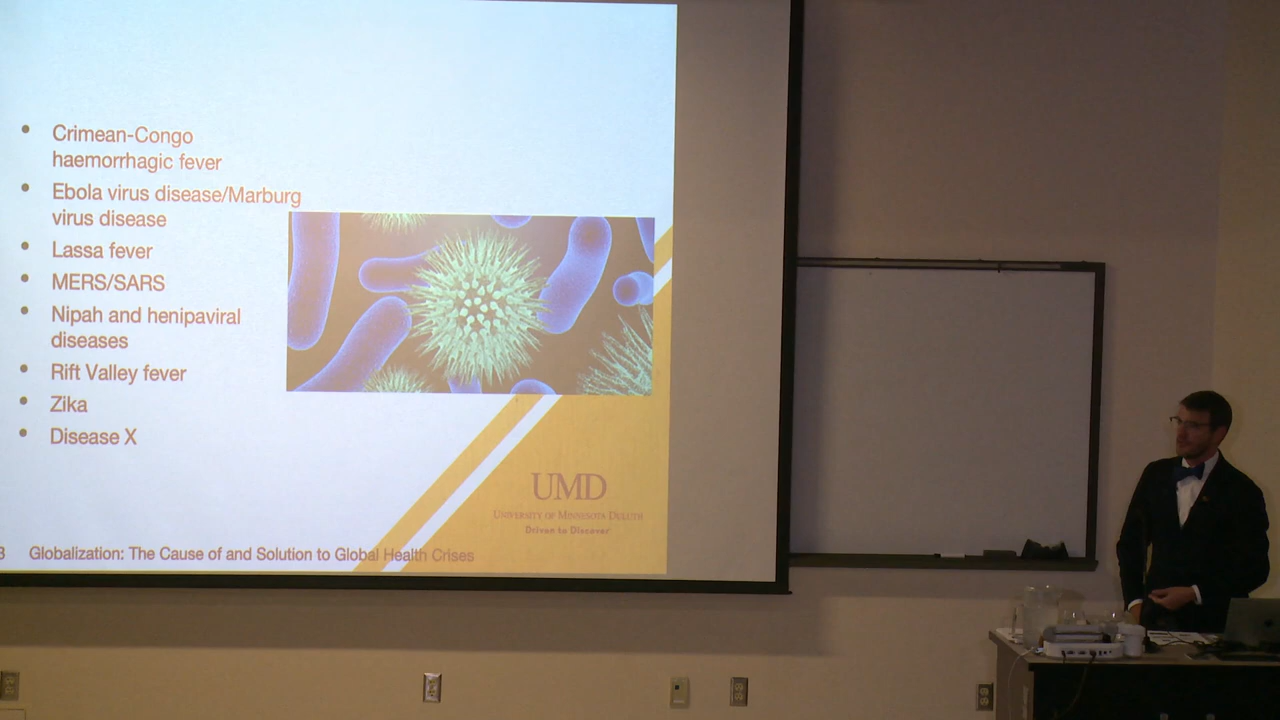 Crimean-Congo
haemorrhagic fever
Ebola virus disease/Marburg
virus disease
Lassa fever
MERS/SARS
Nipah and henipaviral
diseases
Rift Valley fever
Zika
Disease X
UMD
UNIVERSITY OF MINNESOTA DULUTH
Driven to Discover
3 Globalization: The Cause of and Solution to Global Health Crises